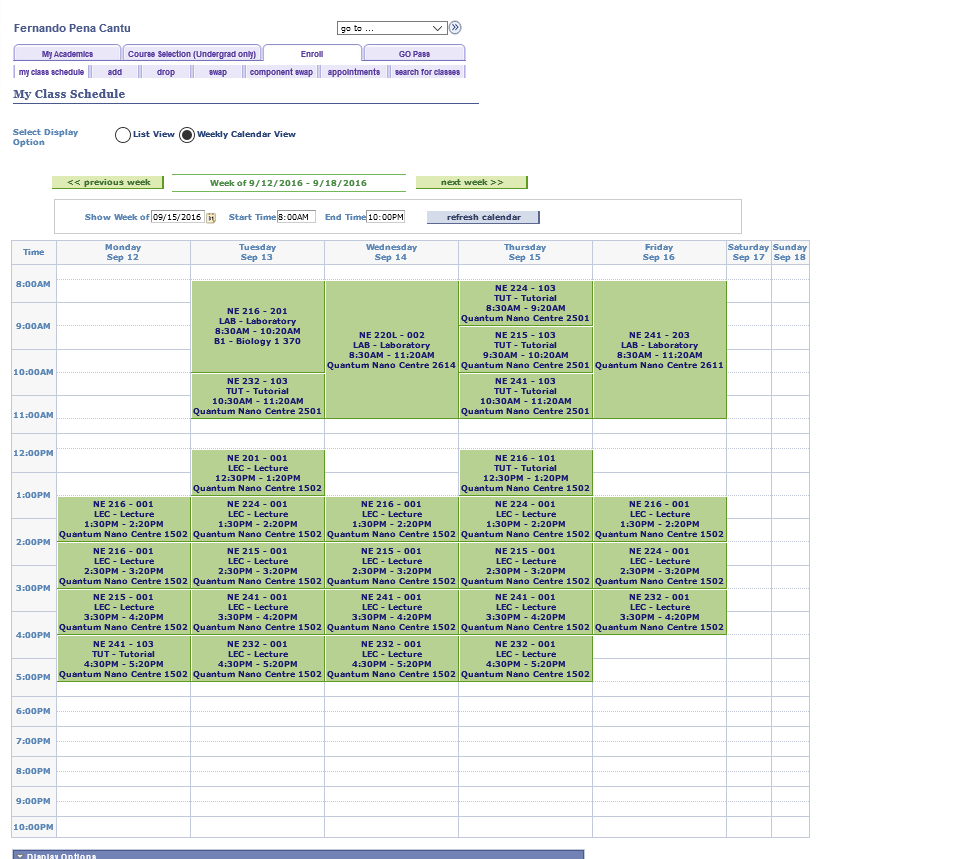 Fernando Pena Cantu
go to ...
My Academics Course Selection (Undergrad only) Enroll GO Pass
my class schedule add drop swap component swap appointments search for classes
My Class Schedule
Select Display Option
List View Weekly Calendar View
<< previous week Week of 9/12/2016 - 9/18/2016 next week >>
Show Week of 09/15/2016 31 Start Time 8:00AM End Time 10:00PM refresh calendar
Time
Monday
Sep 12
Tuesday
Sep 13
Wednesday
Sep 14
Thursday
Sep 15
Friday
Sep 16
Saturday
Sep 17
Sunday
Sep 18
8:00AM
NE 216 - 201
LAB - Laboratory
8:30AM - 10:20AM
B1 - Biology 1 370
NE 220L - 002
LAB - Laboratory
8:30AM - 11:20AM
Quantum Nano Centre 2614
NE 224 - 103
TUT - Tutorial
8:30AM - 9:20AM
Quantum Nano Centre 2501
NE 241 - 203
LAB - Laboratory
8:30AM - 11:20AM
Quantum Nano Centre 2611
9:00AM
NE 215 - 103
TUT - Tutorial
9:30AM - 10:20AM
Quantum Nano Centre 2501
10:00AM
NE 232 - 103
TUT - Tutorial
10:30AM - 11:20AM
Quantum Nano Centre 2501
NE 241 - 103
TUT - Tutorial
10:30AM - 11:20AM
Quantum Nano Centre 2501
11:00AM
12:00PM
NE 201 - 001
LEC - Lecture
12:30PM - 1:20PM
Quantum Nano Centre 1502
NE 216 - 101
TUT - Tutorial
12:30PM - 1:20PM
Quantum Nano Centre 1502
1:00PM
NE 216 - 001
LEC - Lecture
1:30PM - 2:20PM
Quantum Nano Centre 1502
NE 224 - 001
LEC - Lecture
1:30PM - 2:20PM
Quantum Nano Centre 1502
NE 216 - 001
LEC - Lecture
1:30PM - 2:20PM
Quantum Nano Centre 1502
NE 224 - 001
LEC - Lecture
1:30PM - 2:20PM
Quantum Nano Centre 1502
NE 216 - 001
LEC - Lecture
1:30PM - 2:20PM
Quantum Nano Centre 1502
2:00PM
NE 216 - 001
LEC - Lecture
2:30PM - 3:20PM
Quantum Nano Centre 1502
NE 215 - 001
LEC - Lecture
2:30PM - 3:20PM
Quantum Nano Centre 1502
NE 215 - 001
LEC - Lecture
2:30PM - 3:20PM
Quantum Nano Centre 1502
NE 215 - 001
LEC - Lecture
2:30PM - 3:20PM
Quantum Nano Centre 1502
NE 224 - 001
LEC - Lecture
2:30PM - 3:20PM
Quantum Nano Centre 1502
3:00PM
NE 215 - 001
LEC - Lecture
3:30PM - 4:20PM
Quantum Nano Centre 1502
NE 241 - 001
LEC - Lecture
3:30PM - 4:20PM
Quantum Nano Centre 1502
NE 241 - 001
LEC - Lecture
3:30PM - 4:20PM
Quantum Nano Centre 1502
NE 241 - 001
LEC - Lecture
3:30PM - 4:20PM
Quantum Nano Centre 1502
NE 232 - 001
LEC - Lecture
3:30PM - 4:20PM
Quantum Nano Centre 1502
4:00PM
NE 241 - 103
TUT - Tutorial
4:30PM - 5:20PM
Quantum Nano Centre 1502
NE 232 - 001
LEC - Lecture
4:30PM - 5:20PM
Quantum Nano Centre 1502
NE 232 - 001
LEC - Lecture
4:30PM - 5:20PM
Quantum Nano Centre 1502
NE 232 - 001
LEC - Lecture
4:30PM - 5:20PM
Quantum Nano Centre 1502
5:00PM
6:00PM
7:00PM
8:00PM
9:00PM
10:00PM
Display Options